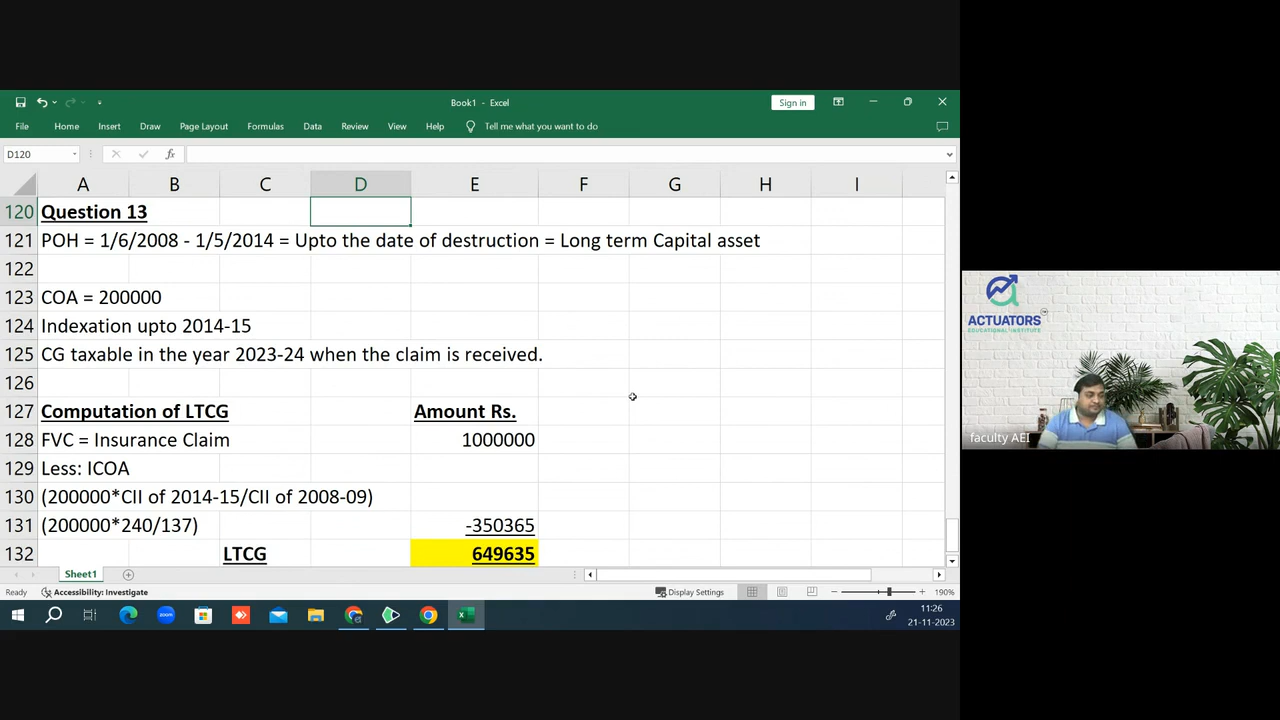 Book1 - Excel
Sign in
File Home Insert Draw Page Layout Formulas Data Review View Help Tell me what you want to do
D120 fx
A B C D E F G H I
120 Question 13
121 POH = 1/6/2008 - 1/5/2014 = Upto the date of destruction = Long term Capital asset
122
123 COA = 200000
124 Indexation upto 2014-15
125 CG taxable in the year 2023-24 when the claim is received.
126
127 Computation of LTCG Amount Rs.
128 FVC = Insurance Claim 1000000
129 Less: ICOA
130 (200000*CII of 2014-15/CII of 2008-09)
131 (200000*240/137) -350365
132 LTCG 649635
Sheet1
Ready Accessibility: Investigate Display Settings 190%
zoom
11:26
21-11-2023
ACTUATORS
EDUCATIONAL INSTITUTE
faculty AEI